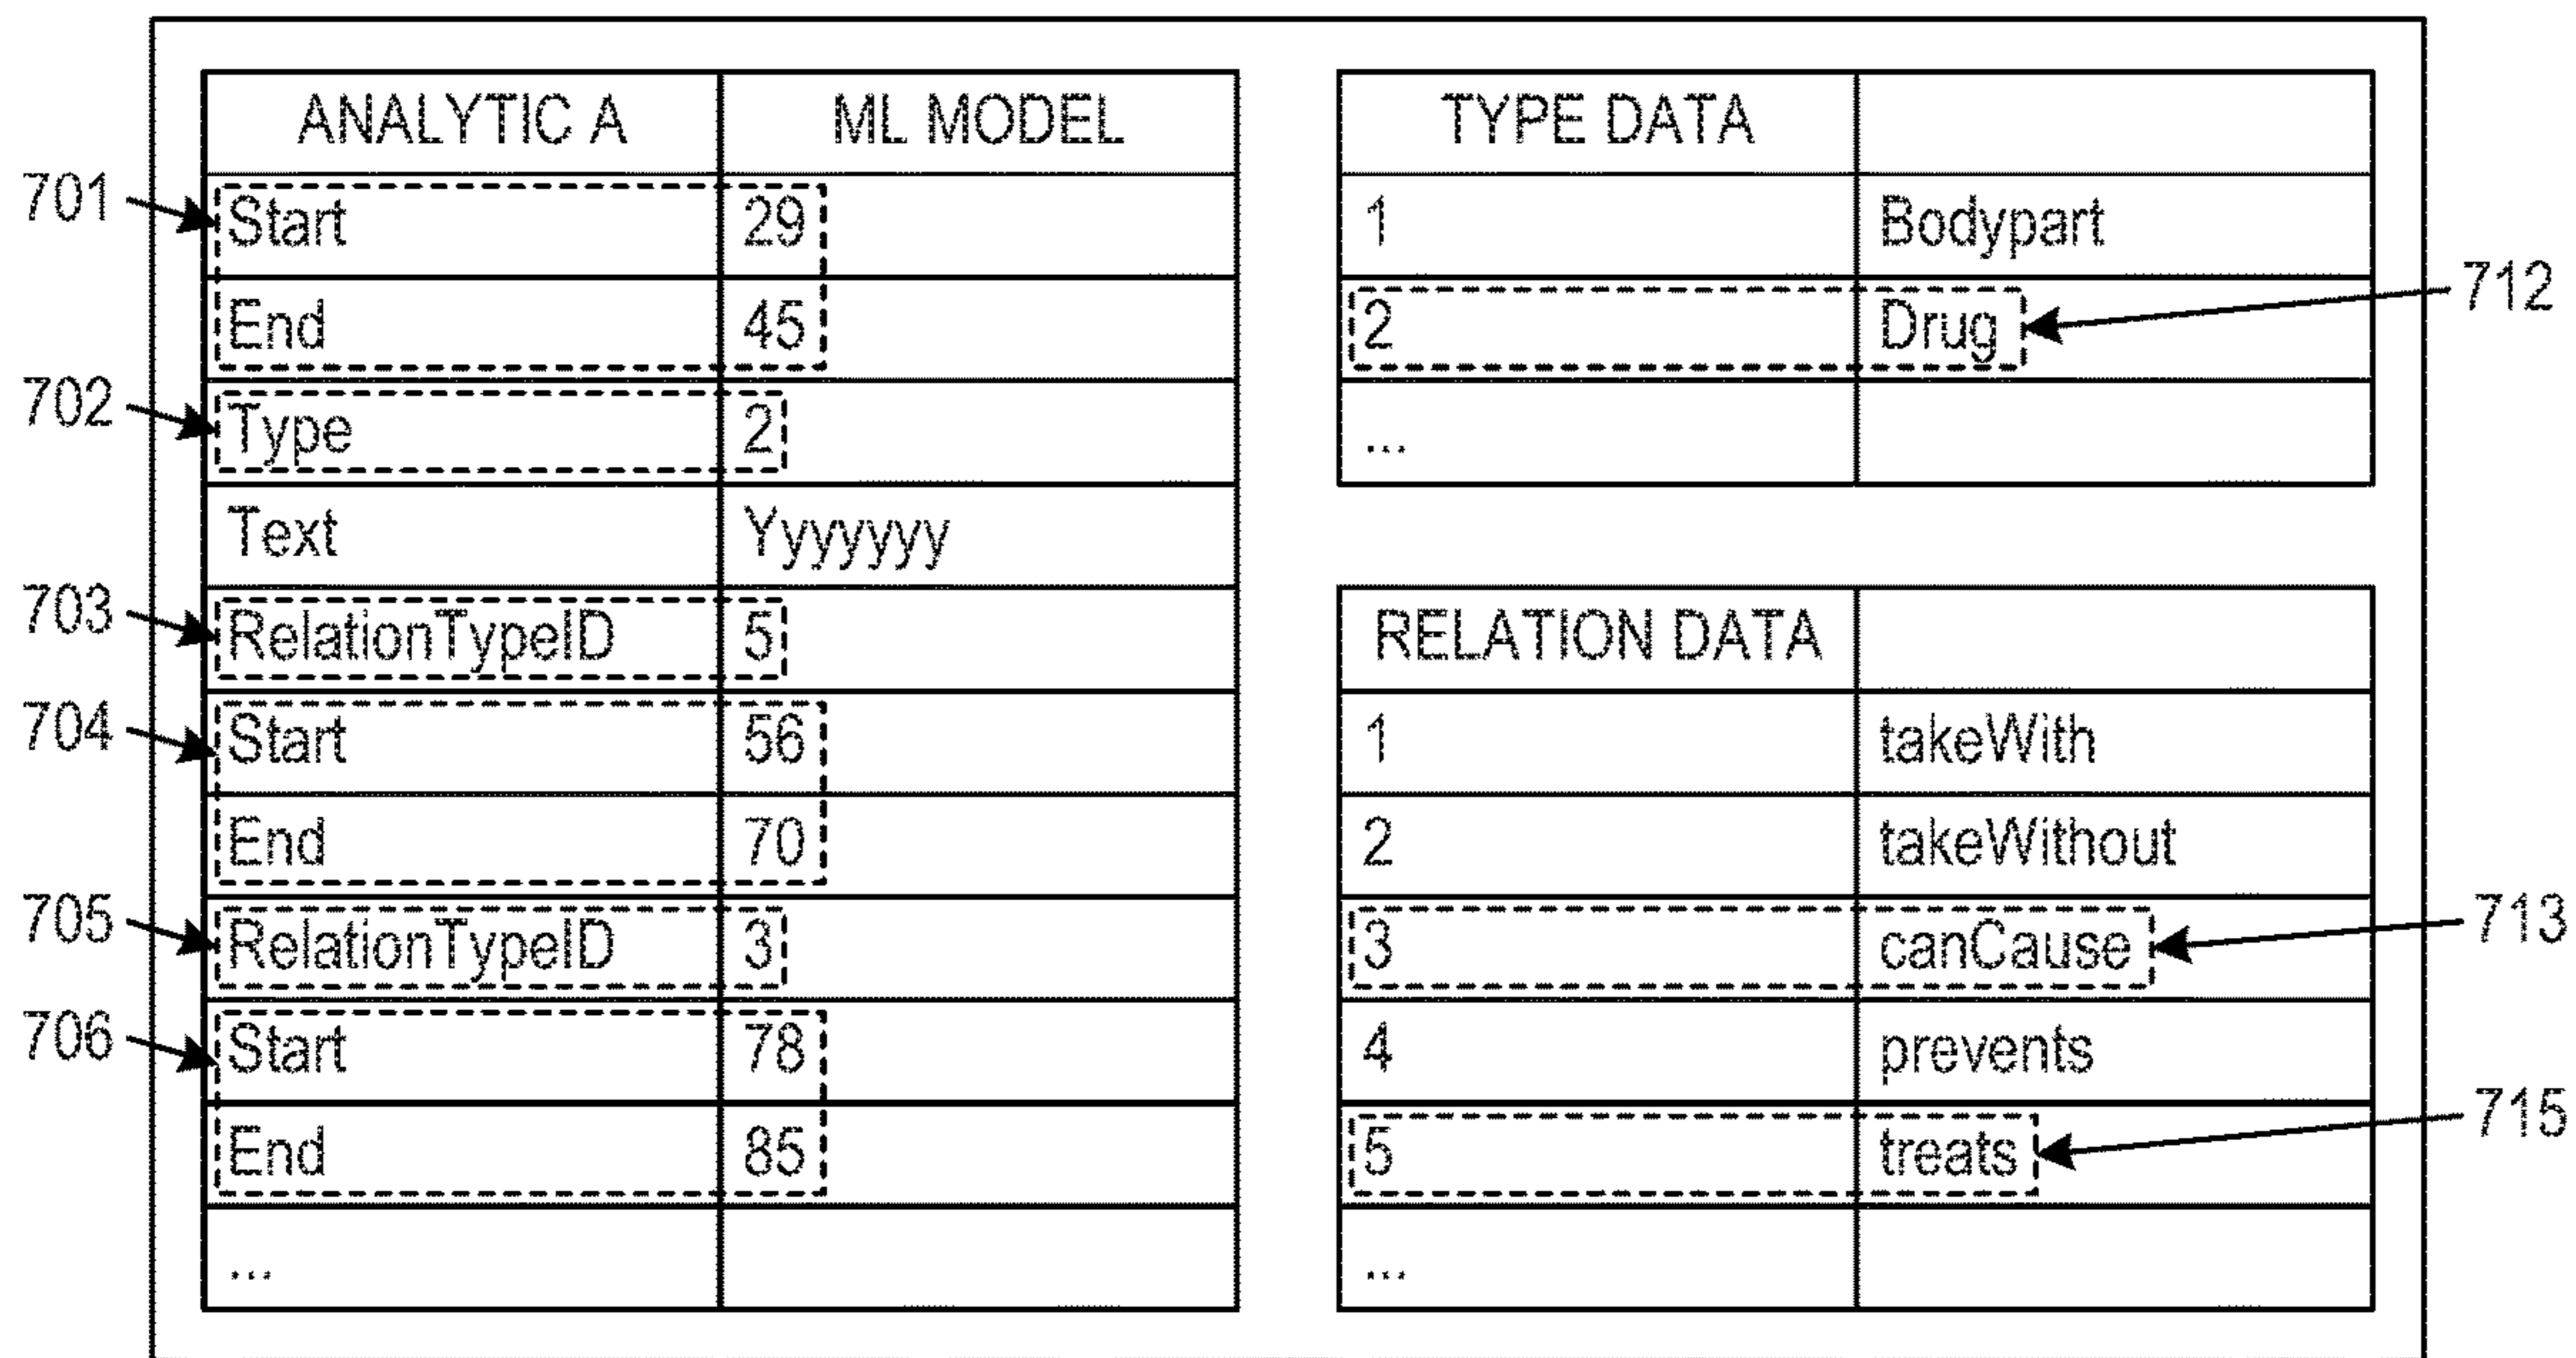 ANALYTIC A ML MODEL
701 Start 29
End 45
702 Type 2
Text Yyyyyyy
703 RelationTypeID 5
704 Start 56
End 70
705 RelationTypeID 3
706 Start 78
End 85
...
TYPE DATA
1 Bodypart
2 Drug 712
...
RELATION DATA
1 takeWith
2 takeWithout
3 canCause 713
4 prevents
5 treats 715
...